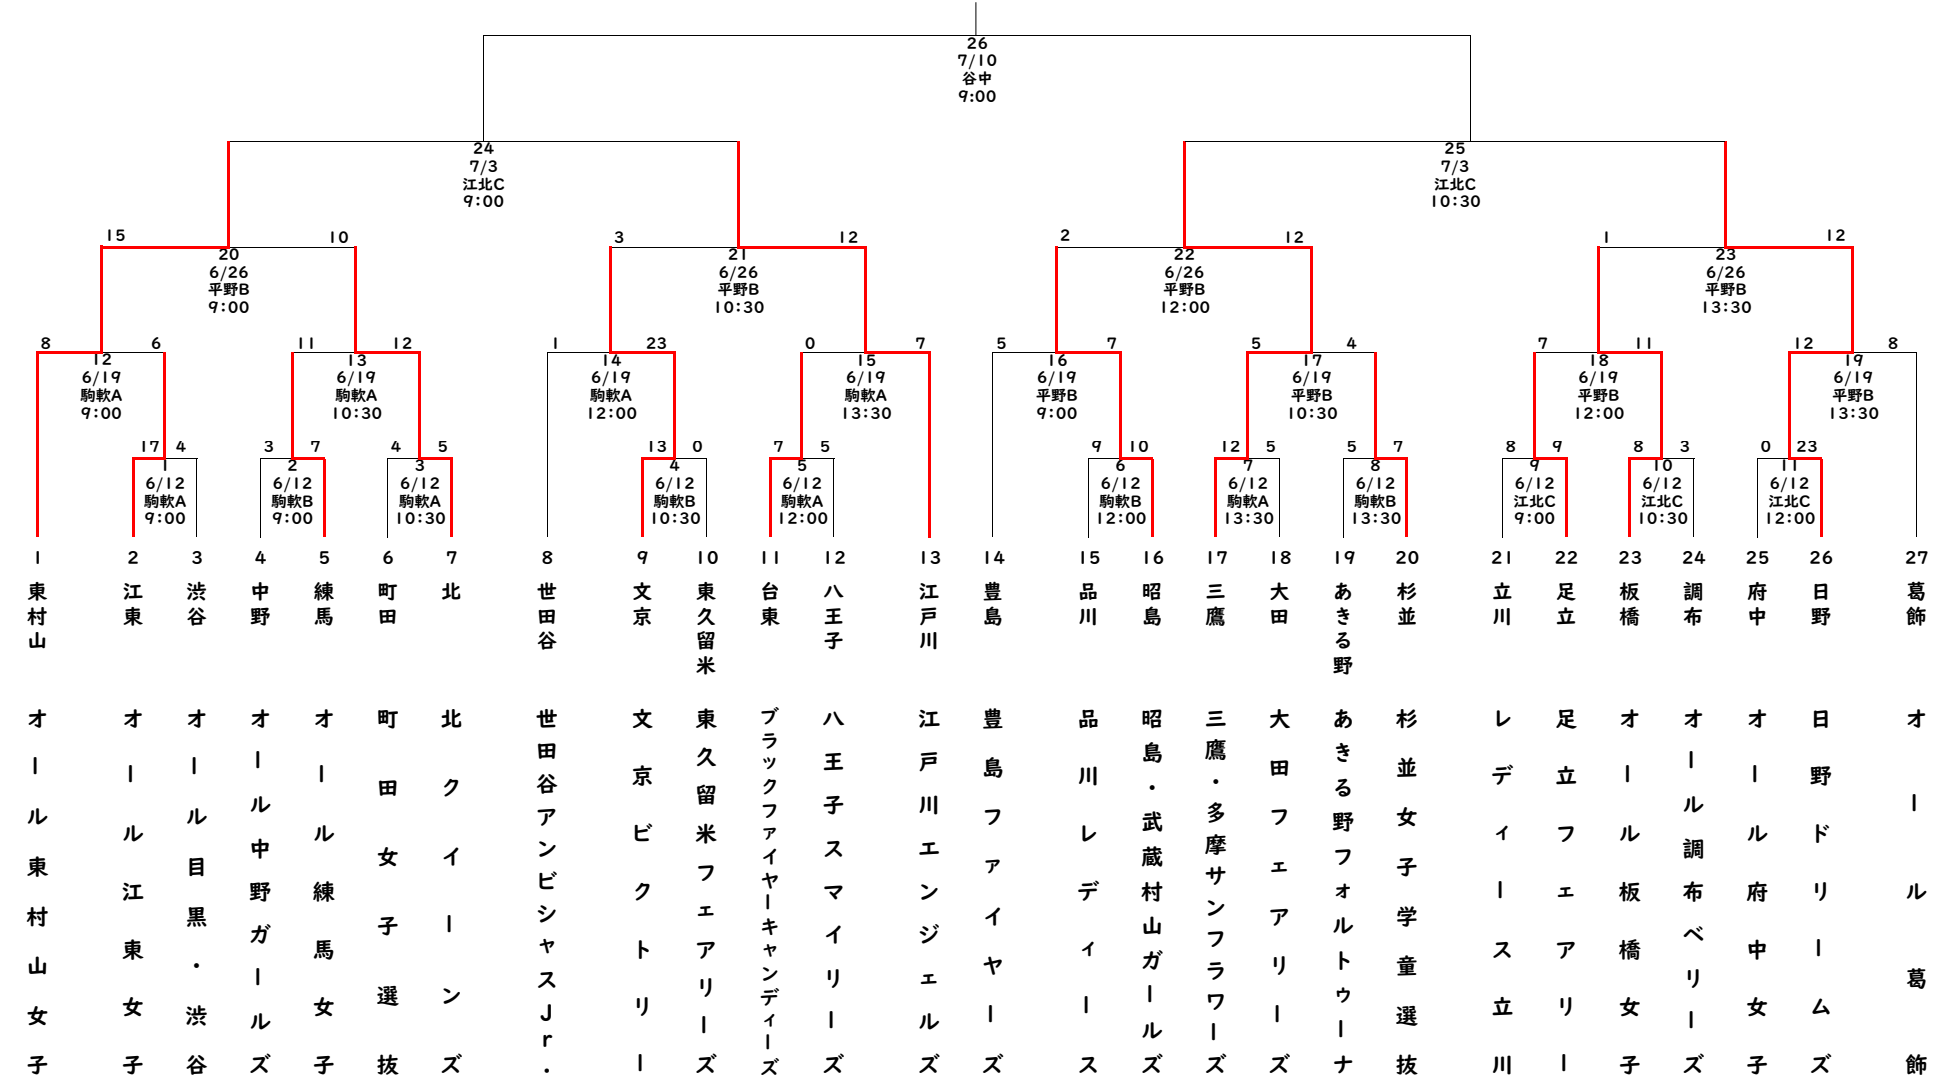 26
7/10
谷中
9:00
24
7/3
江北C
9:00
25
7/3
江北C
10:30
15 10 3 12 2 12 1 12
20
6/26
平野B
9:00
21
6/26
平野B
10:30
22
6/26
平野B
12:00
23
6/26
平野B
13:30
8 6 11 12 1 23 0 7 5 7 5 4 7 11 12 8
12
6/19
駒軟A
9:00
13
6/19
駒軟A
10:30
14
6/19
駒軟A
12:00
15
6/19
駒軟A
13:30
16
6/19
平野B
9:00
17
6/19
平野B
10:30
18
6/19
平野B
12:00
19
6/19
平野B
13:30
17 4 3 7 4 5 13 0 7 5 9 10 12 5 5 7 8 9 8 3 0 23
1
6/12
駒軟A
9:00
2
6/12
駒軟B
9:00
3
6/12
駒軟A
10:30
4
6/12
駒軟B
10:30
5
6/12
駒軟A
12:00
6
6/12
駒軟B
12:00
7
6/12
駒軟A
13:30
8
6/12
駒軟B
13:30
9
6/12
江北C
9:00
10
6/12
江北C
10:30
11
6/12
江北C
12:00
1
東村山
オール東村山女子
2
江東
オール江東女子
3
渋谷
オール目黒・渋谷
4
中野
オール中野ガールズ
5
練馬
オール練馬女子
6
町田
町田女子選抜
7
北
北クイーンズ
8
世田谷
世田谷アンビシャスJr.
9
文京
文京ビクトリー
10
東久留米
東久留米フェアリーズ
11
台東
ブラックファイヤーキャンディーズ
12
八王子
八王子スマイリーズ
13
江戸川
江戸川エンジェルズ
14
豊島
豊島ファイヤーズ
15
品川
品川レディース
16
昭島
昭島・武蔵村山ガールズ
17
三鷹
三鷹・多摩サンフラワーズ
18
大田
大田フェアリーズ
19
あきる野
あきる野フォルトゥーナ
20
杉並
杉並女子学童選抜
21
立川
レディース立川
22
足立
足立フェアリー
23
板橋
オール板橋女子
24
調布
オール調布ベリーズ
25
府中
オール府中女子
26
日野
日野ドリームズ
27
葛飾
オール葛飾